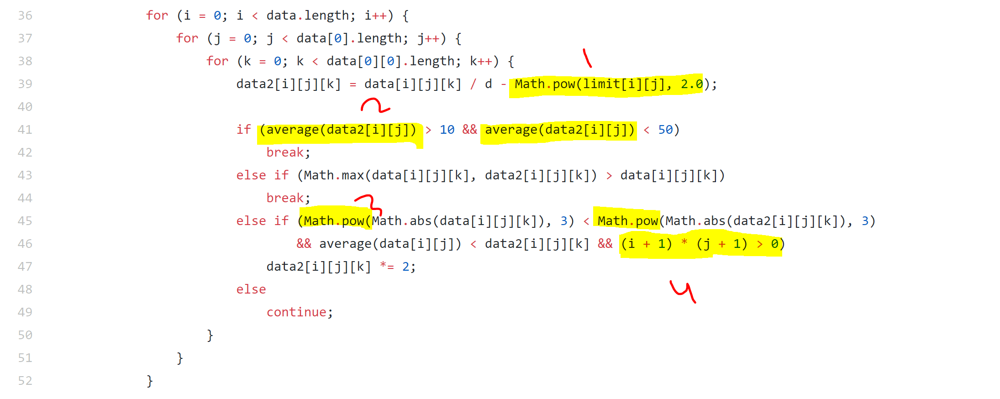 36 for (i = 0; i < data.length; i++) {
37 for (j = 0; j < data[0].length; j++) {
38 for (k = 0; k < data[0][0].length; k++) {
1
39 data2[i][j][k] = data[i][j][k] / d - Math.pow(limit[i][j], 2.0);
40
2
41 if (average(data2[i][j]) > 10 && average(data2[i][j]) < 50)
42 break;
43 else if (Math.max(data[i][j][k], data2[i][j][k]) > data[i][j][k])
44 break;
3
45 else if (Math.pow(Math.abs(data[i][j][k]), 3) < Math.pow(Math.abs(data2[i][j][k]), 3)
46 && average(data[i][j]) < data2[i][j][k] && (i + 1) * (j + 1) > 0)
47 data2[i][j][k] *= 2;
48 else
4
49 continue;
50 }
51 }
52 }